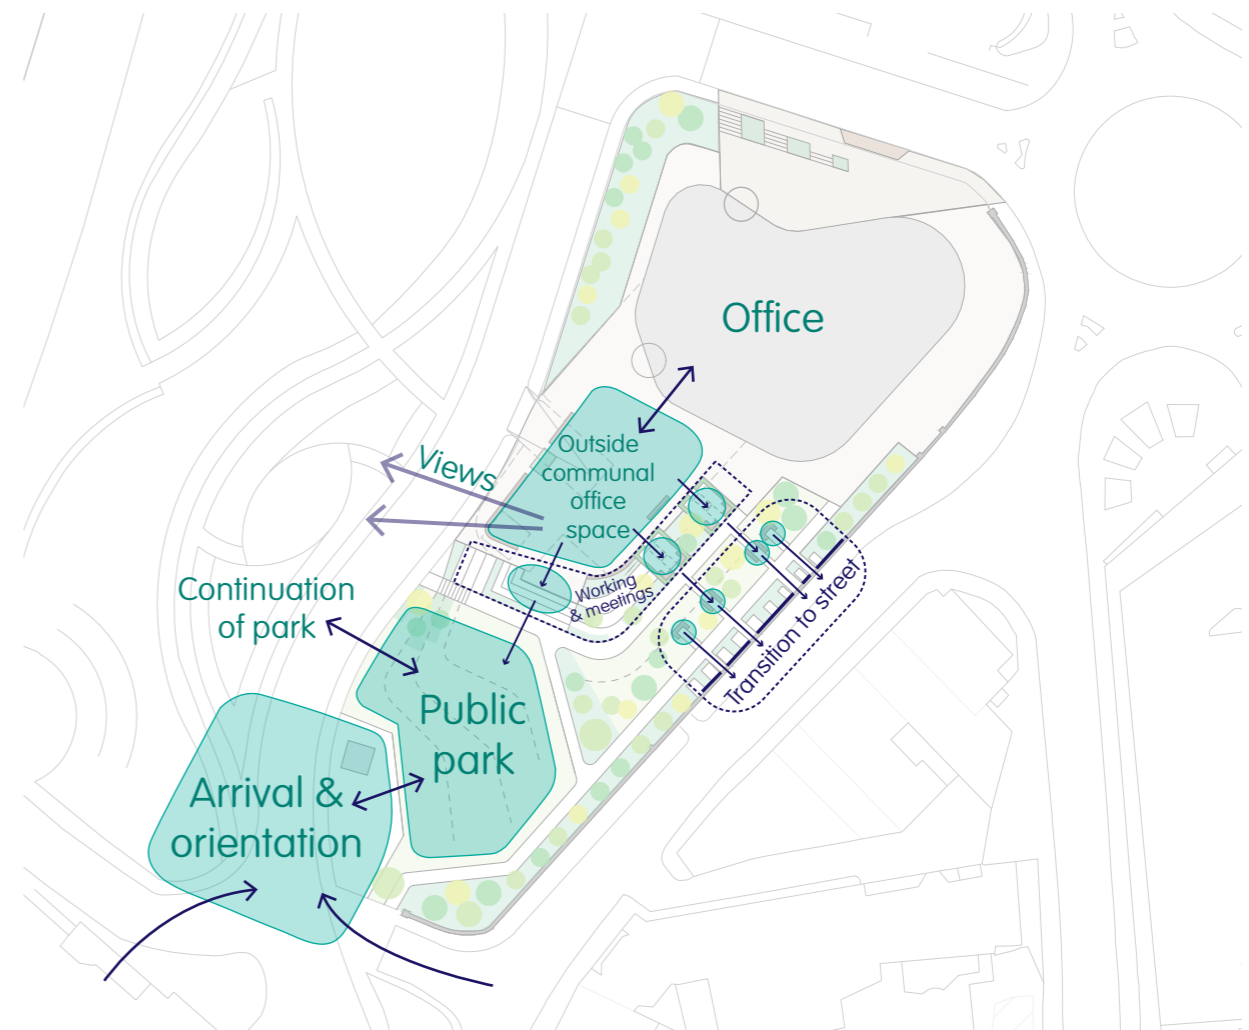 Office
Outside
communal
office
space
Views
Working
& meetings
Continuation
of park
Transition to street
Public
park
Arrival &
orientation